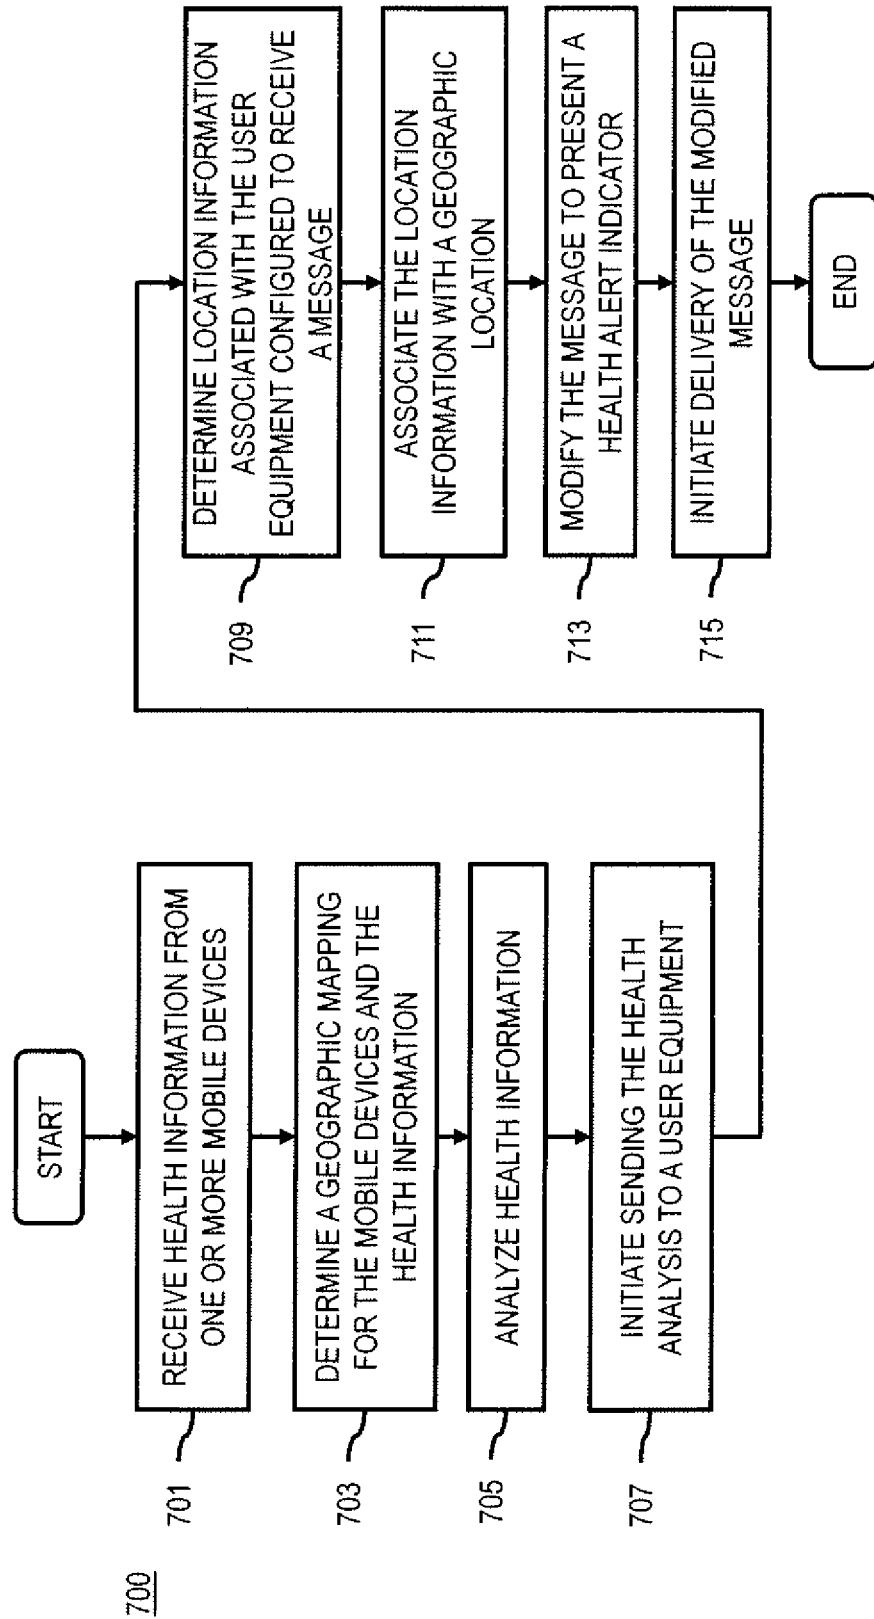 700
START
701
RECEIVE HEALTH INFORMATION FROM
ONE OR MORE MOBILE DEVICES
703
DETERMINE A GEOGRAPHIC MAPPING
FOR THE MOBILE DEVICES AND THE
HEALTH INFORMATION
705
ANALYZE HEALTH INFORMATION
707
INITIATE SENDING THE HEALTH
ANALYSIS TO A USER EQUIPMENT
709
DETERMINE LOCATION INFORMATION
ASSOCIATED WITH THE USER
EQUIPMENT CONFIGURED TO RECEIVE
A MESSAGE
711
ASSOCIATE THE LOCATION
INFORMATION WITH A GEOGRAPHIC
LOCATION
713
MODIFY THE MESSAGE TO PRESENT A
HEALTH ALERT INDICATOR
715
INITIATE DELIVERY OF THE MODIFIED
MESSAGE
END